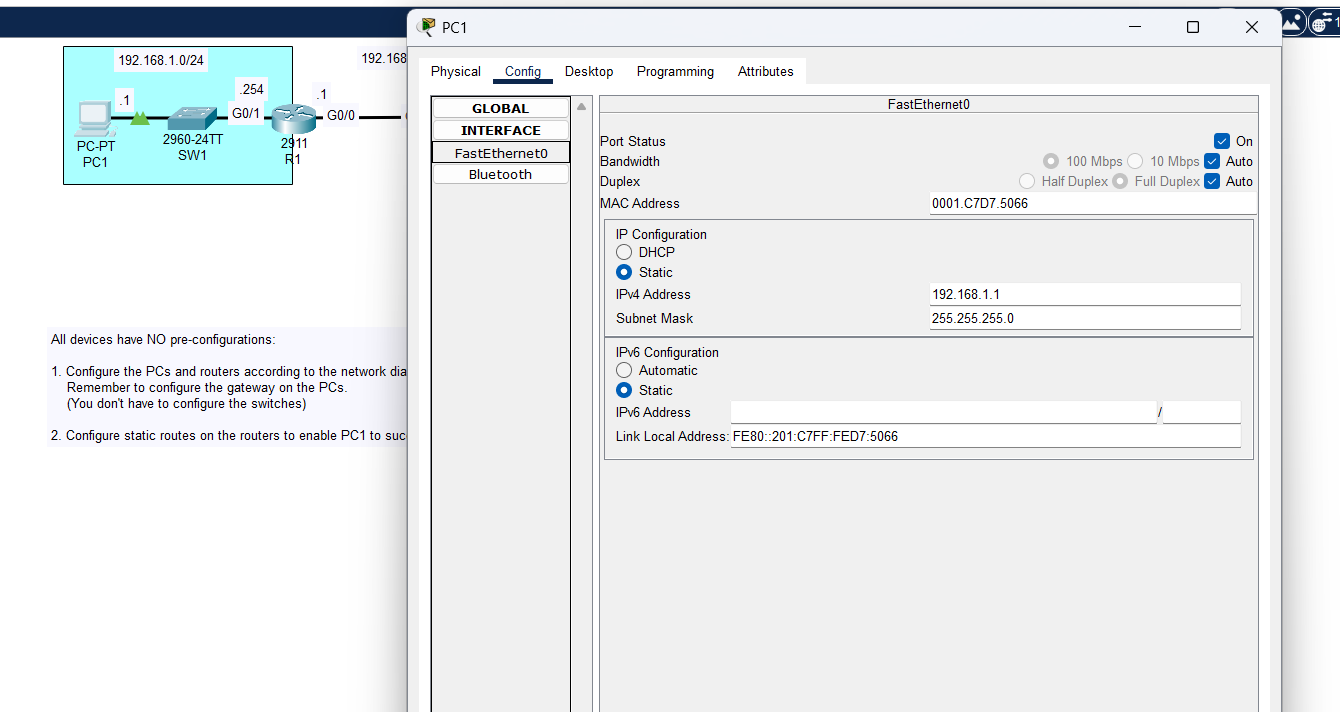 PC1
Physical Config Desktop Programming Attributes
192.168.1.0/24
192.168
.1
.254
G0/1
.1
G0/0
PC-PT
PC1
2960-24TT
SW1
2911
R1
All devices have NO pre-configurations:
1. Configure the PCs and routers according to the network dia
Remember to configure the gateway on the PCs.
(You don't have to configure the switches)
2. Configure static routes on the routers to enable PC1 to suc
GLOBAL
INTERFACE
FastEthernet0
Bluetooth
FastEthernet0
Port Status On
Bandwidth 100 Mbps 10 Mbps Auto
Duplex Half Duplex Full Duplex Auto
MAC Address 0001.C7D7.5066
IP Configuration
DHCP
Static
IPv4 Address 192.168.1.1
Subnet Mask 255.255.255.0
IPv6 Configuration
Automatic
Static
IPv6 Address /
Link Local Address: FE80::201:C7FF:FED7:5066